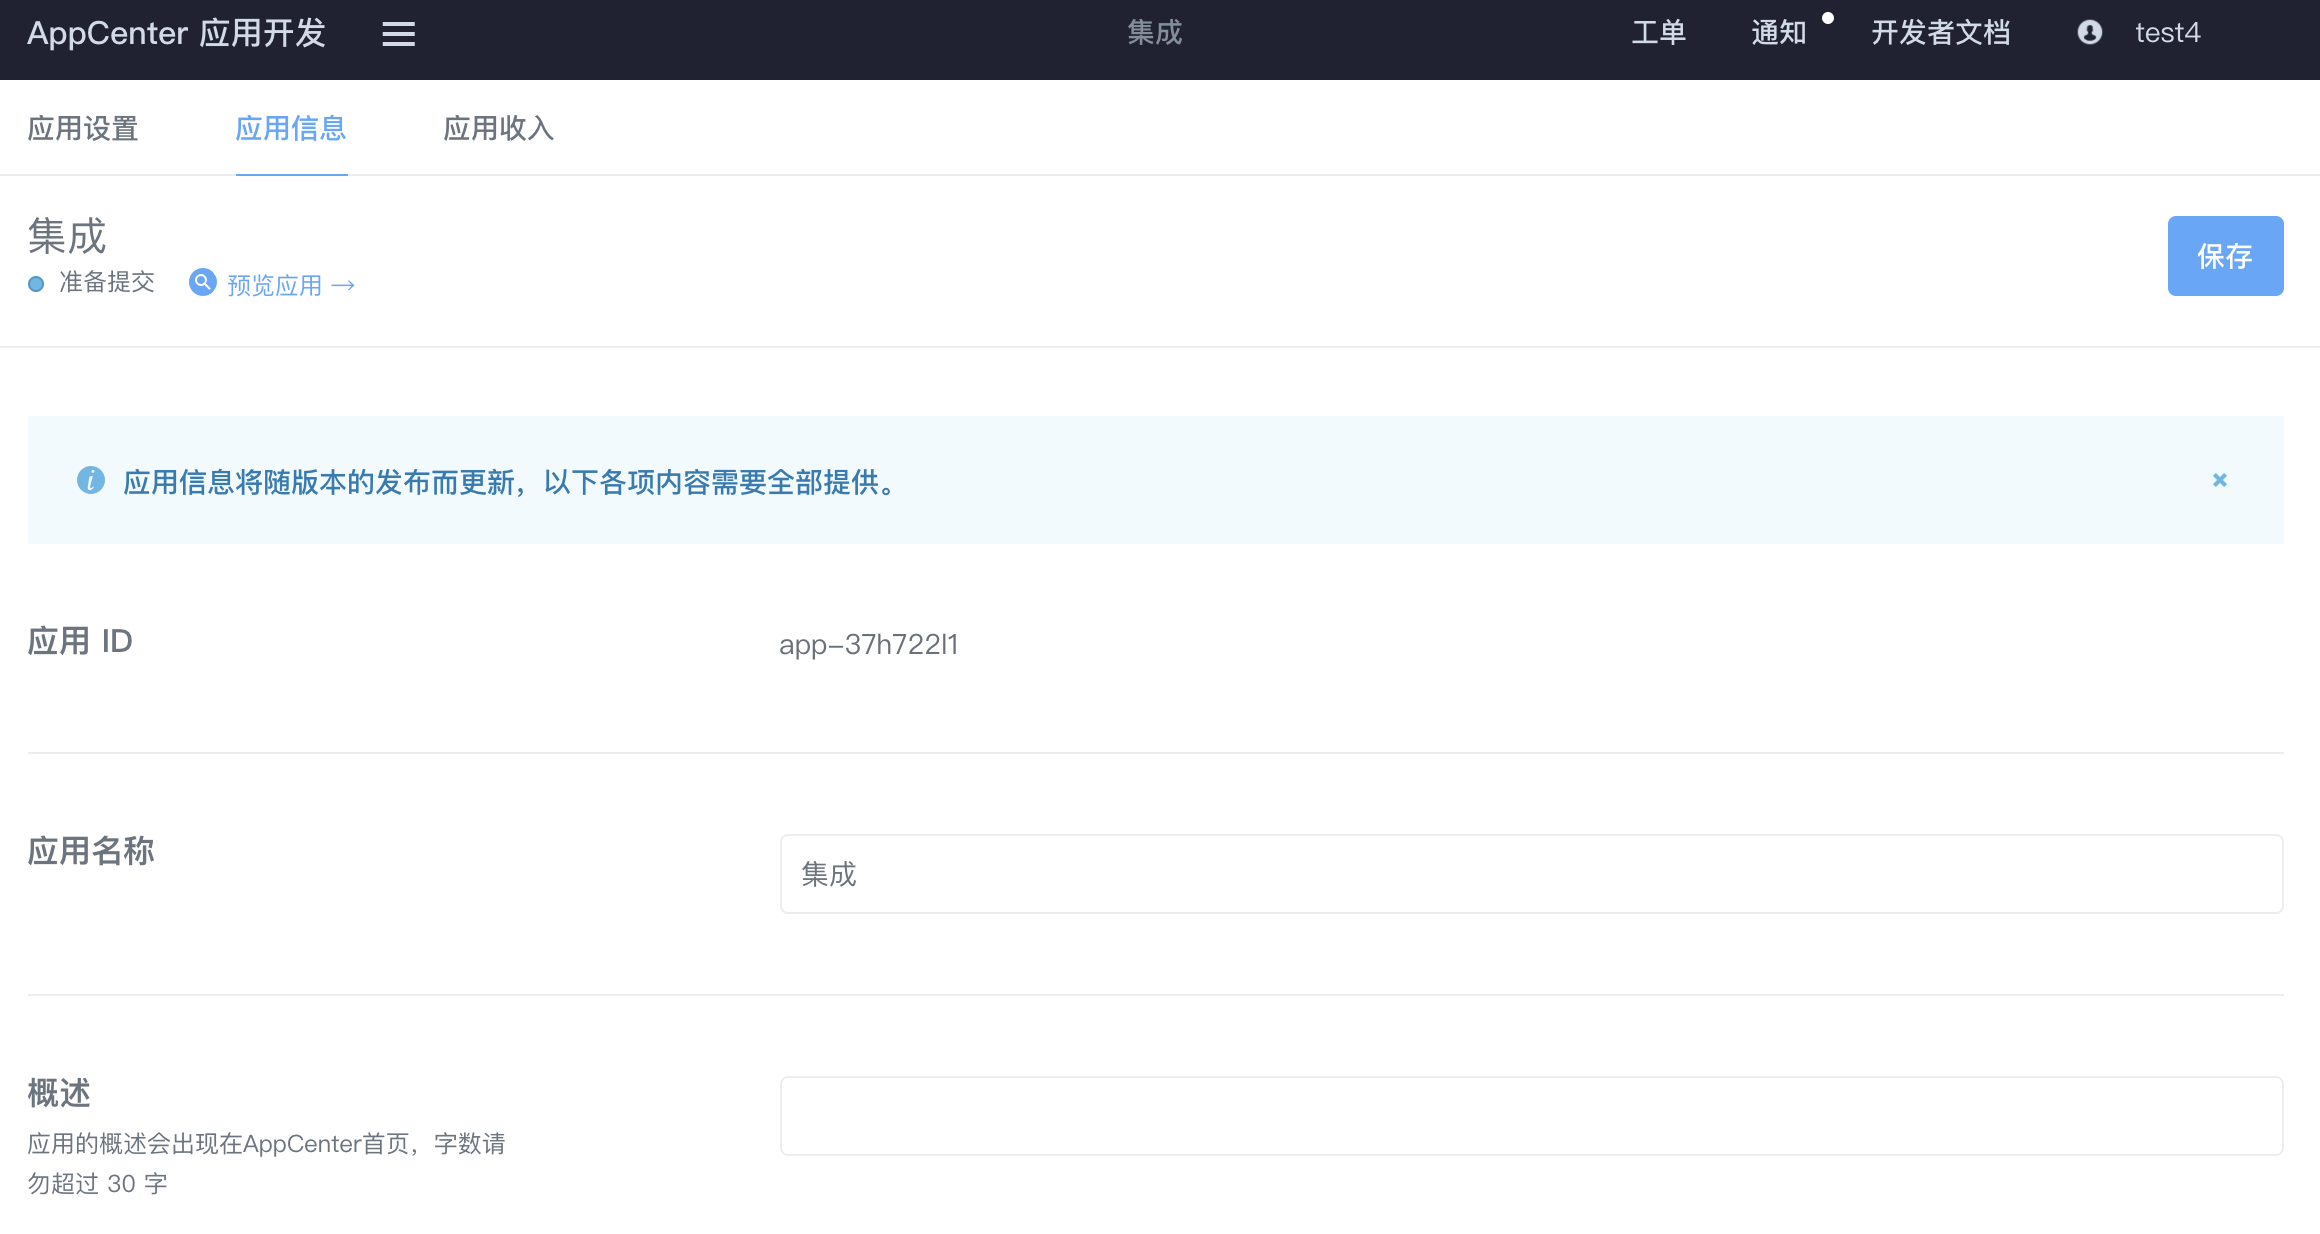 AppCenter 应用开发
集成
工单
通知
开发者文档
test4
应用设置
应用信息
应用收入
集成
准备提交
预览应用 →
保存
应用信息将随版本的发布而更新，以下各项内容需要全部提供。
应用 ID
app-37h722l1
应用名称
集成
概述
应用的概述会出现在AppCenter首页，字数请
勿超过 30 字